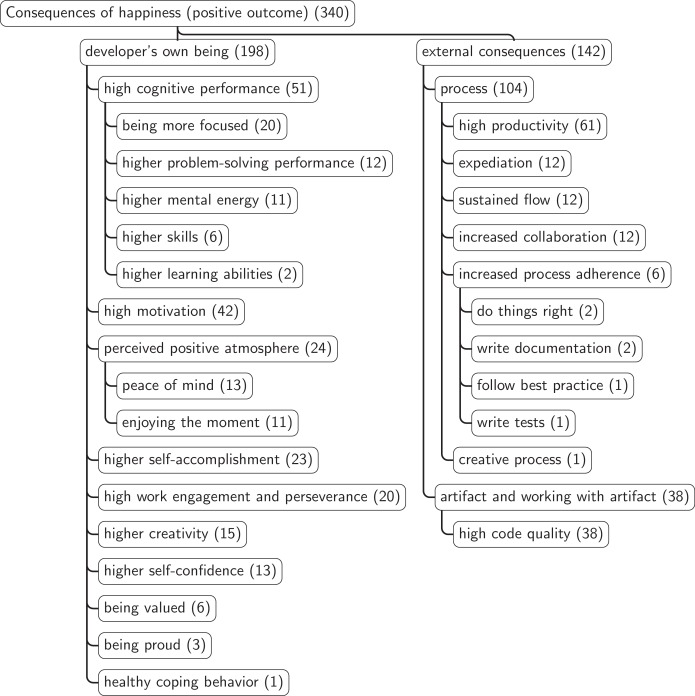 Consequences of happiness (positive outcome) (340)
developer's own being (198)
high cognitive performance (51)
being more focused (20)
higher problem-solving performance (12)
higher mental energy (11)
higher skills (6)
higher learning abilities (2)
high motivation (42)
perceived positive atmosphere (24)
peace of mind (13)
enjoying the moment (11)
higher self-accomplishment (23)
high work engagement and perseverance (20)
higher creativity (15)
higher self-confidence (13)
being valued (6)
being proud (3)
healthy coping behavior (1)
external consequences (142)
process (104)
high productivity (61)
expediation (12)
sustained flow (12)
increased collaboration (12)
increased process adherence (6)
do things right (2)
write documentation (2)
follow best practice (1)
write tests (1)
creative process (1)
artifact and working with artifact (38)
high code quality (38)